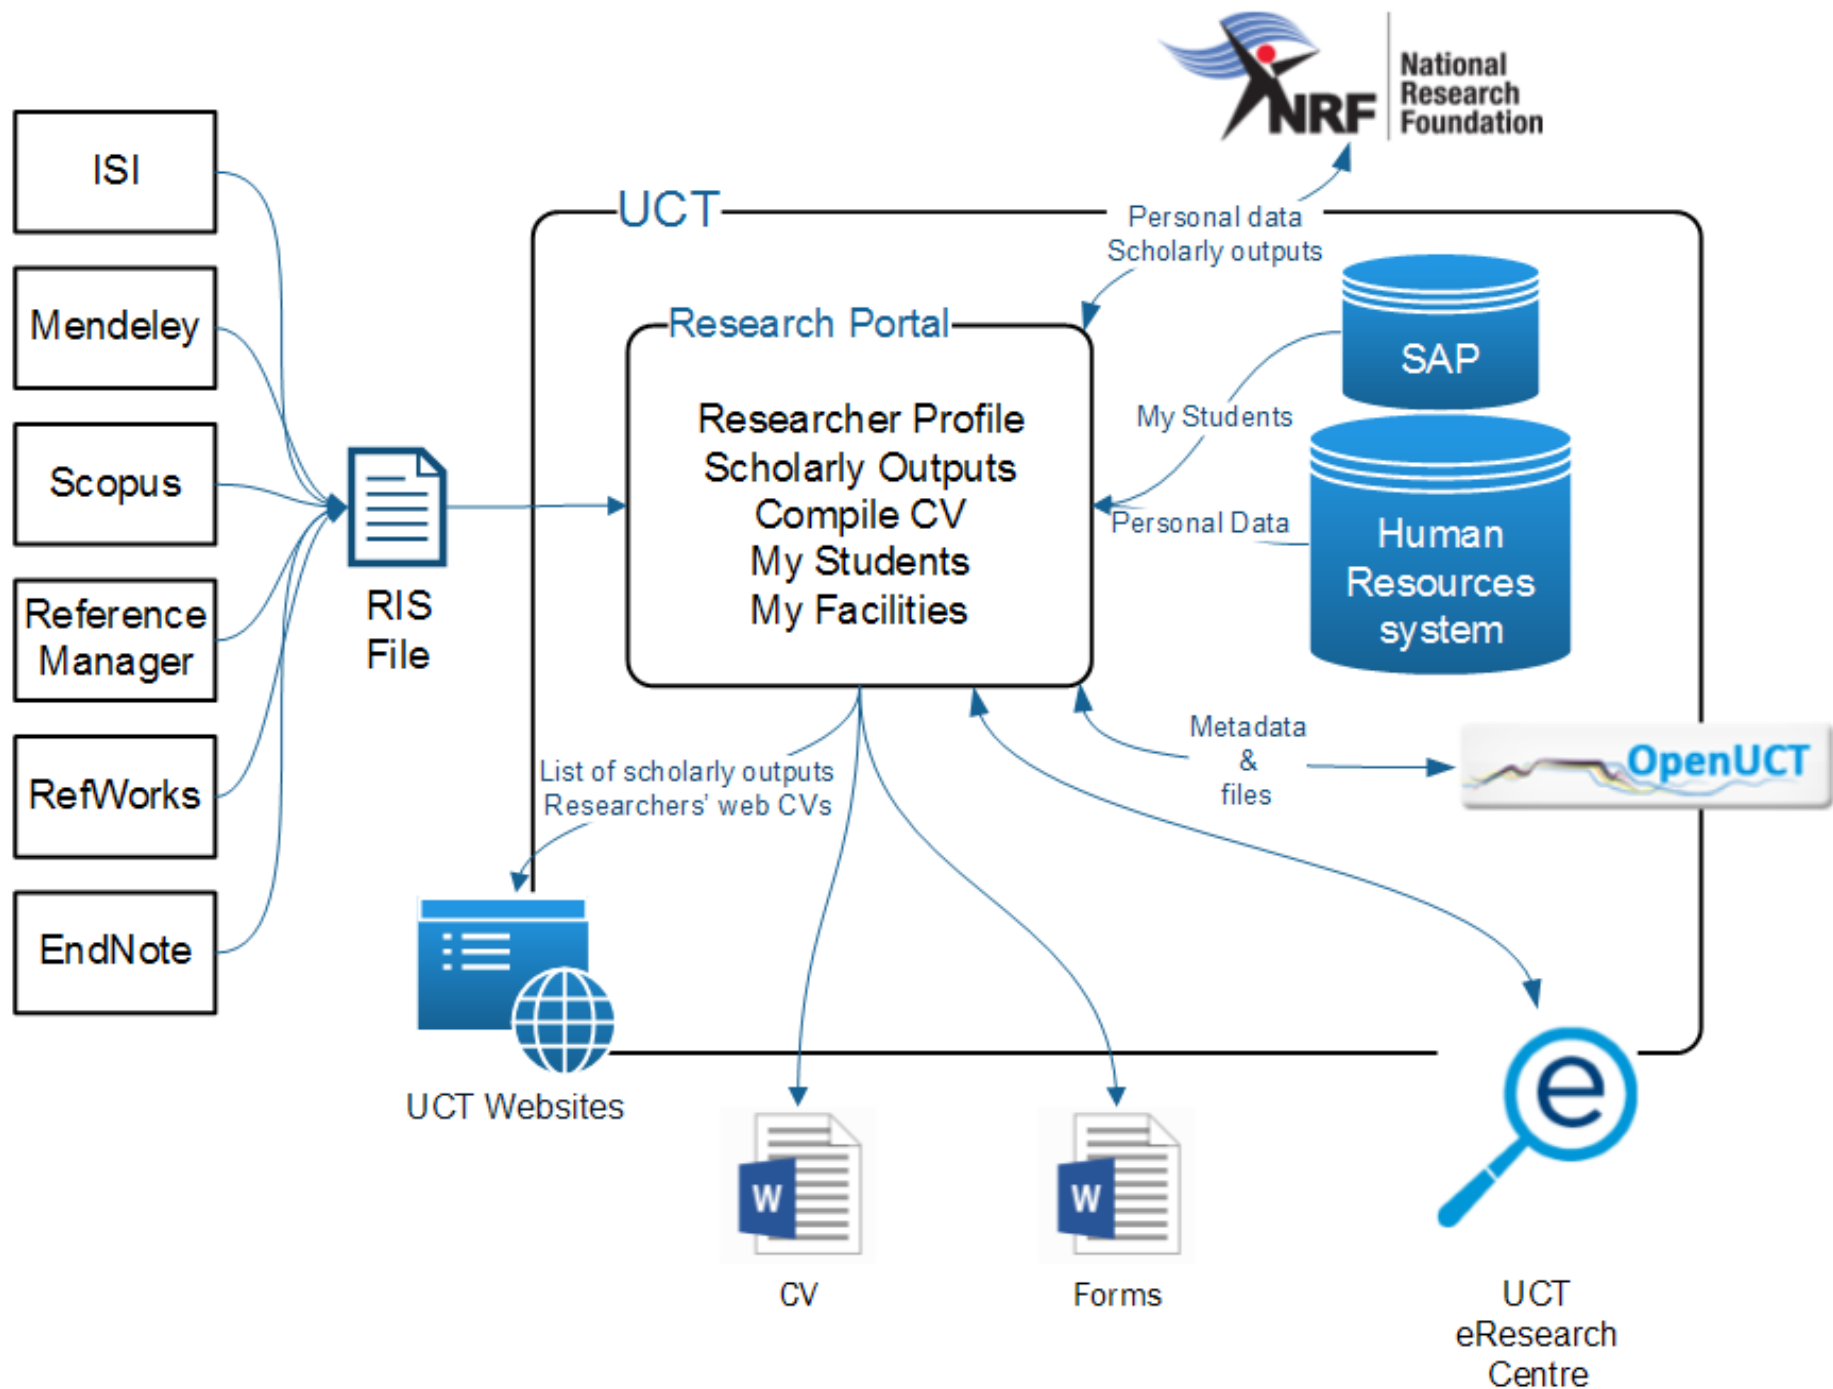 NRF
National
Research
Foundation
ISI
Mendeley
Scopus
Reference
Manager
RefWorks
EndNote
RIS
File
UCT
Personal data
Scholarly outputs
Research Portal
Researcher Profile
Scholarly Outputs
Compile CV
My Students
My Facilities
SAP
My Students
Personal Data
Human
Resources
system
Metadata
&
files
OpenUCT
List of scholarly outputs
Researchers' web CVs
UCT Websites
W
CV
W
Forms
e
UCT
eResearch
Centre